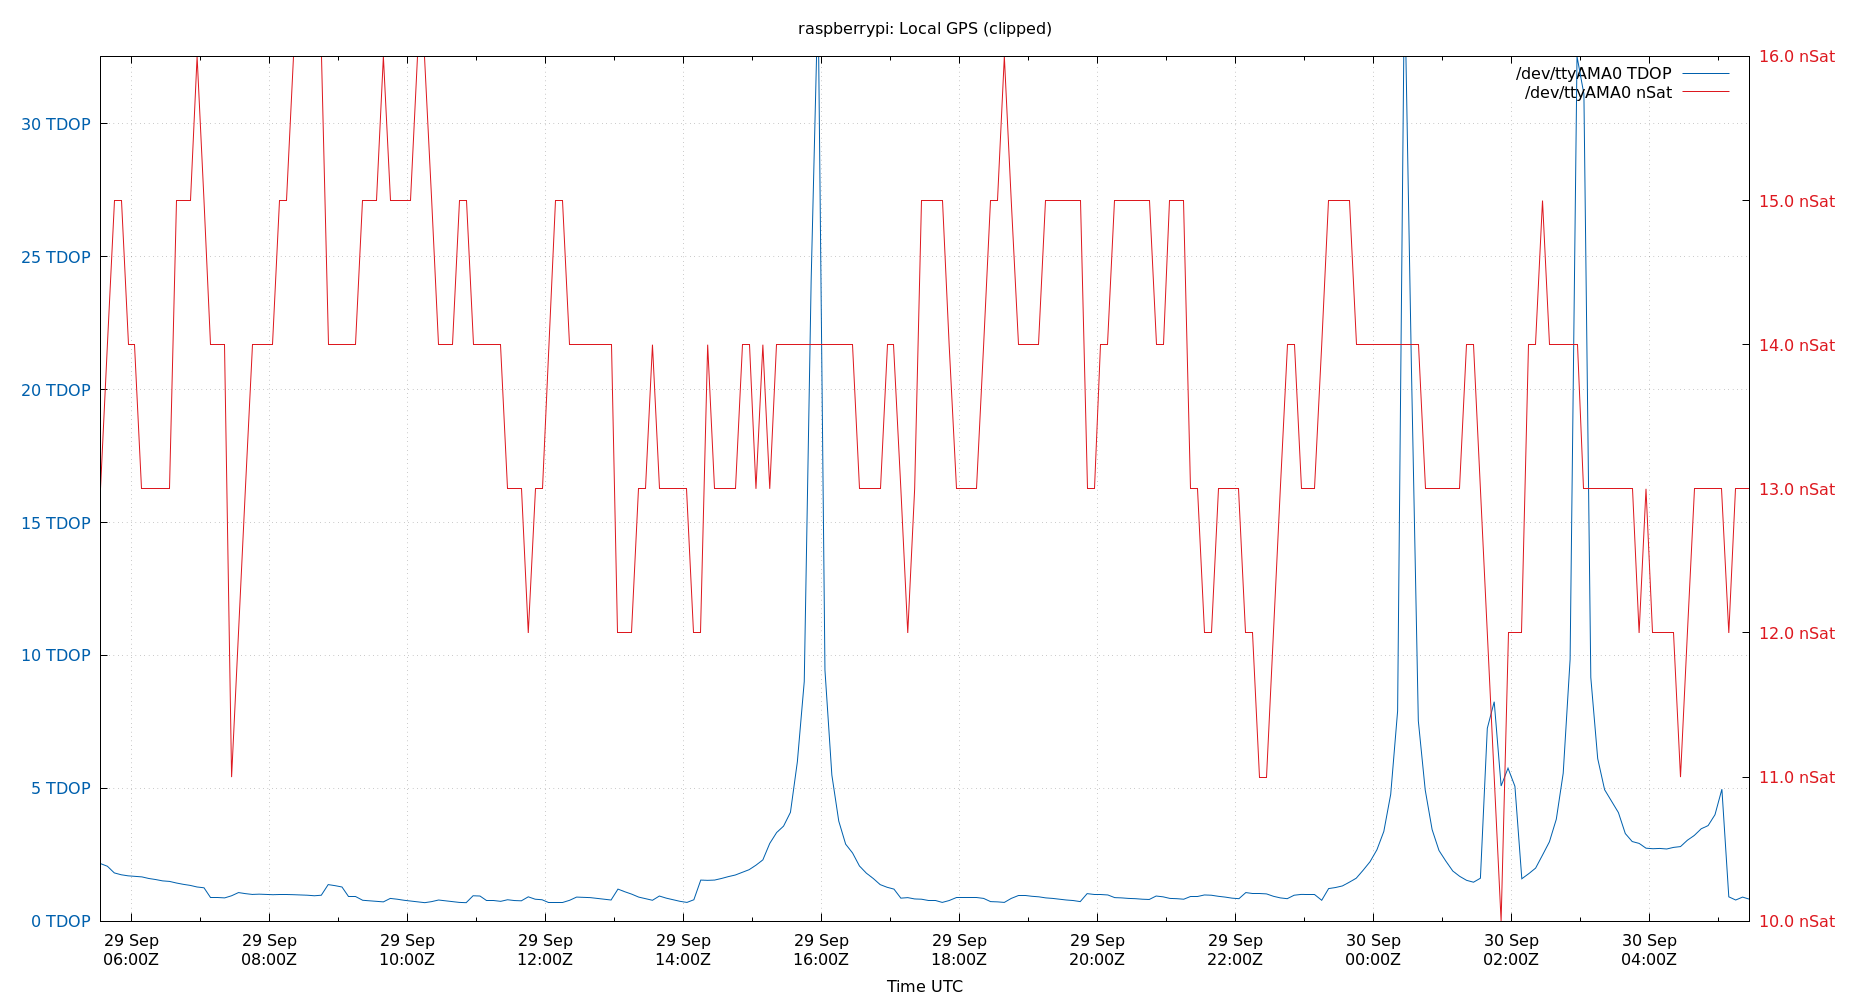 raspberrypi: Local GPS (clipped)
/dev/ttyAMA0 TDOP
/dev/ttyAMA0 nSat
30 TDOP
25 TDOP
20 TDOP
15 TDOP
10 TDOP
5 TDOP
0 TDOP
16.0 nSat
15.0 nSat
14.0 nSat
13.0 nSat
12.0 nSat
11.0 nSat
10.0 nSat
29 Sep
06:00Z
29 Sep
08:00Z
29 Sep
10:00Z
29 Sep
12:00Z
29 Sep
14:00Z
29 Sep
16:00Z
29 Sep
18:00Z
29 Sep
20:00Z
29 Sep
22:00Z
30 Sep
00:00Z
30 Sep
02:00Z
30 Sep
04:00Z
Time UTC